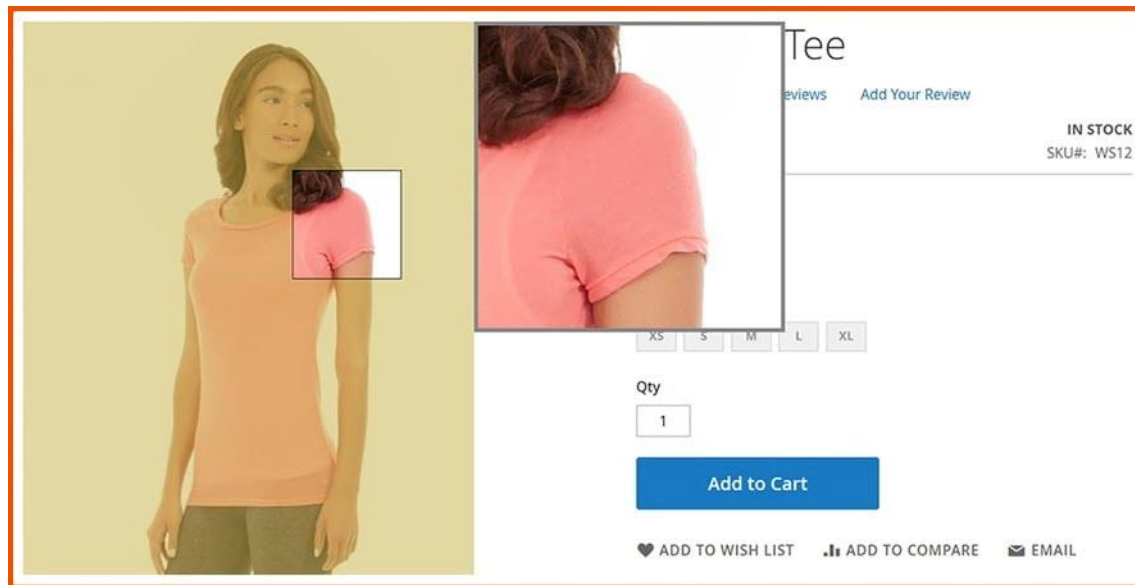 Tee
eviews Add Your Review
IN STOCK
SKU#: WS12
XS S M L XL
Qty
1
Add to Cart
ADD TO WISH LIST ADD TO COMPARE EMAIL